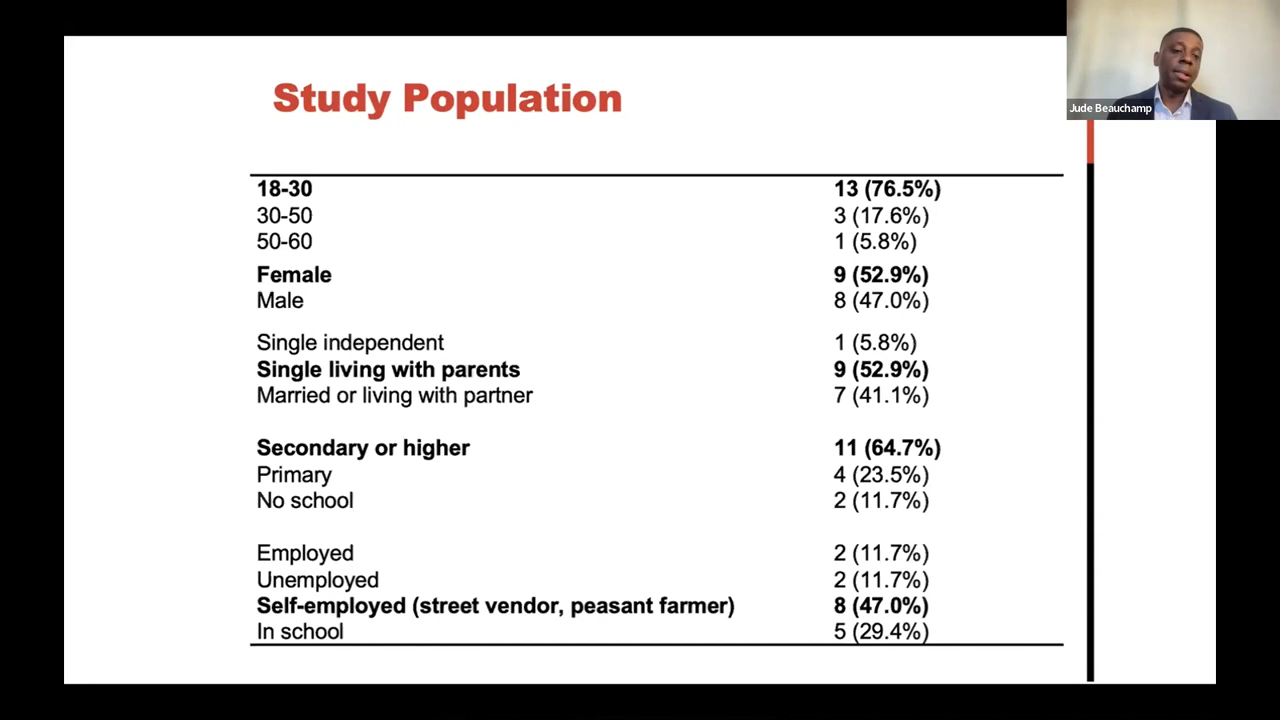 Study Population
Jude Beauchamp
18-30 13 (76.5%)
30-50 3 (17.6%)
50-60 1 (5.8%)
Female 9 (52.9%)
Male 8 (47.0%)
Single independent 1 (5.8%)
Single living with parents 9 (52.9%)
Married or living with partner 7 (41.1%)
Secondary or higher 11 (64.7%)
Primary 4 (23.5%)
No school 2 (11.7%)
Employed 2 (11.7%)
Unemployed 2 (11.7%)
Self-employed (street vendor, peasant farmer) 8 (47.0%)
In school 5 (29.4%)